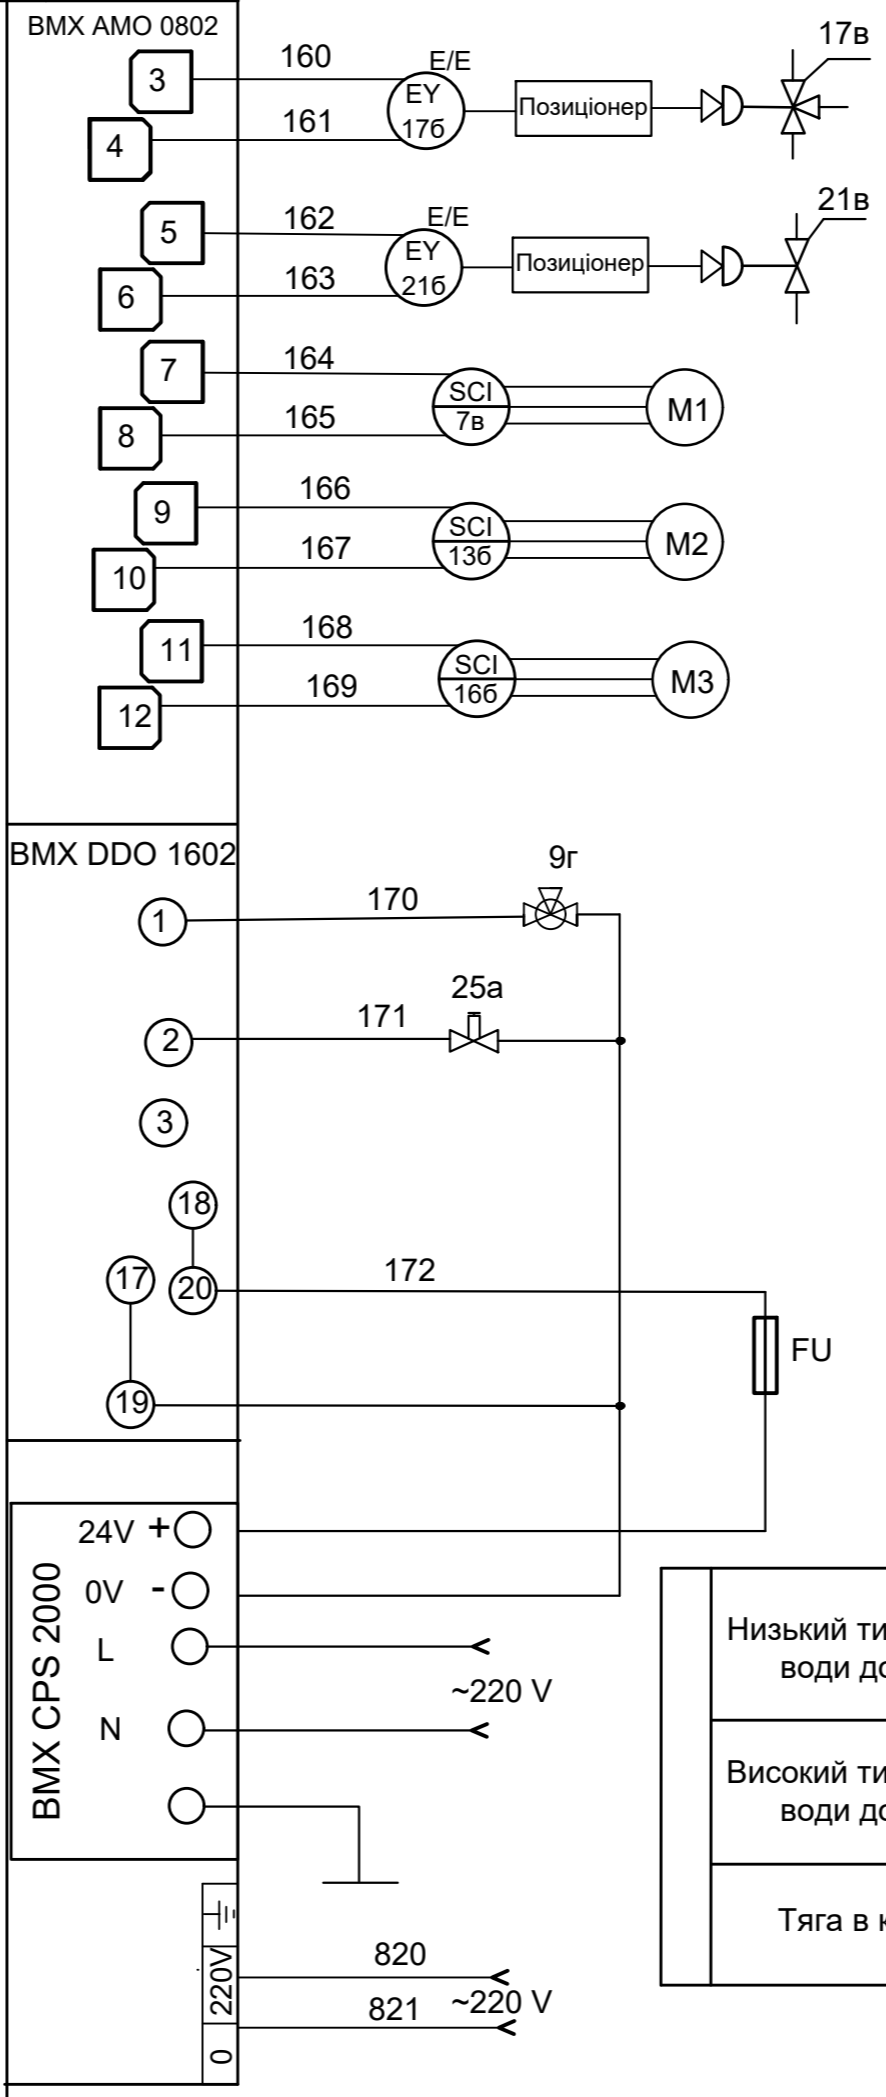 BMX AMO 0802
17в
160
E/E
3
EY
17б
Позиціонер
161
4
21в
162
E/E
5
EY
21б
Позиціонер
163
6
164
7
SCI
7в
M1
165
8
166
9
SCI
13б
M2
167
10
168
11
SCI
16б
M3
169
12
BMX DDO 1602
9г
170
1
25а
171
2
3
18
17
20
172
FU
19
BMX CPS 2000
24V +
0V -
L
~220 V
N
Низький ти
води до
Високий ти
води до
Тяга в к
820
220V
821
~220 V
0